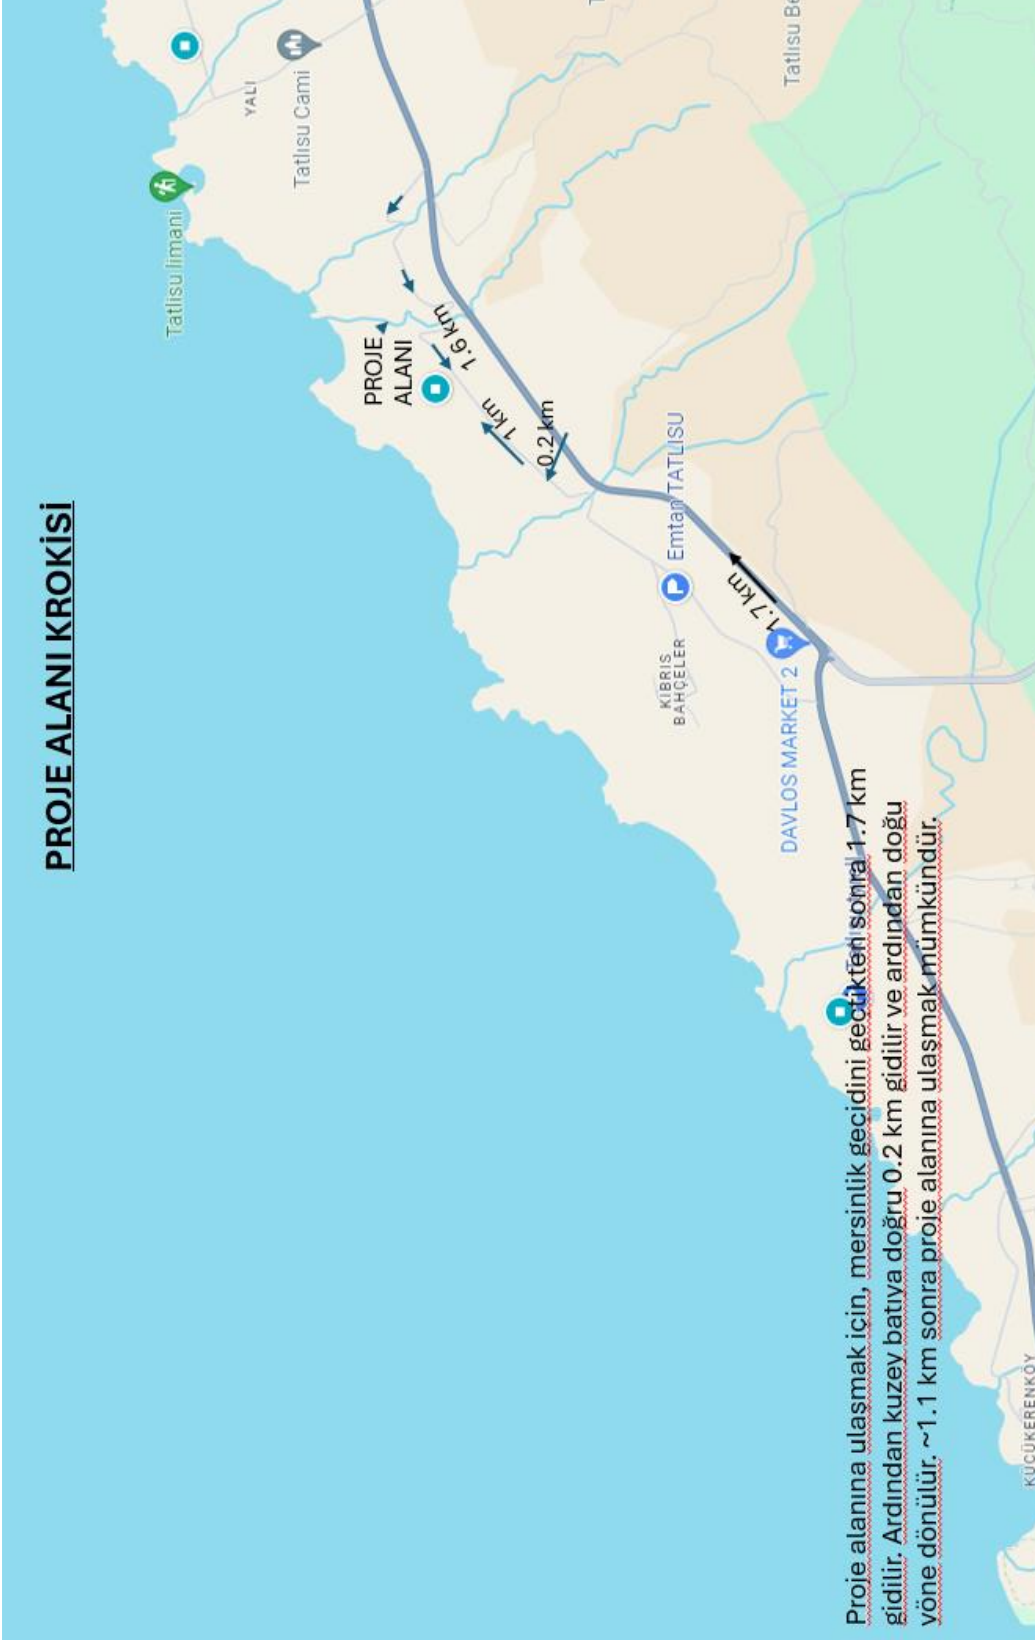 PROJE ALANI KROKİSİ
Tatlısu limani
YALI
Tatlısu Cami
Tatlısu Be
PROJE
ALANI
1.6 km
1 km
0.2 km
Emtan TATLISU
1.7 km
KIBRIS
BAHÇELER
DAVLOS MARKET 2
Proje alanına ulaşmak için, mersinlik geçidini geçtikten sonra 1.7 km
gidilir. Ardından kuzey batıya doğru 0.2 km gidilir ve ardından doğu
yöne dönülür. ~1.1 km sonra proje alanına ulaşmak mümkündür.
KÜÇÜKERENKÖY